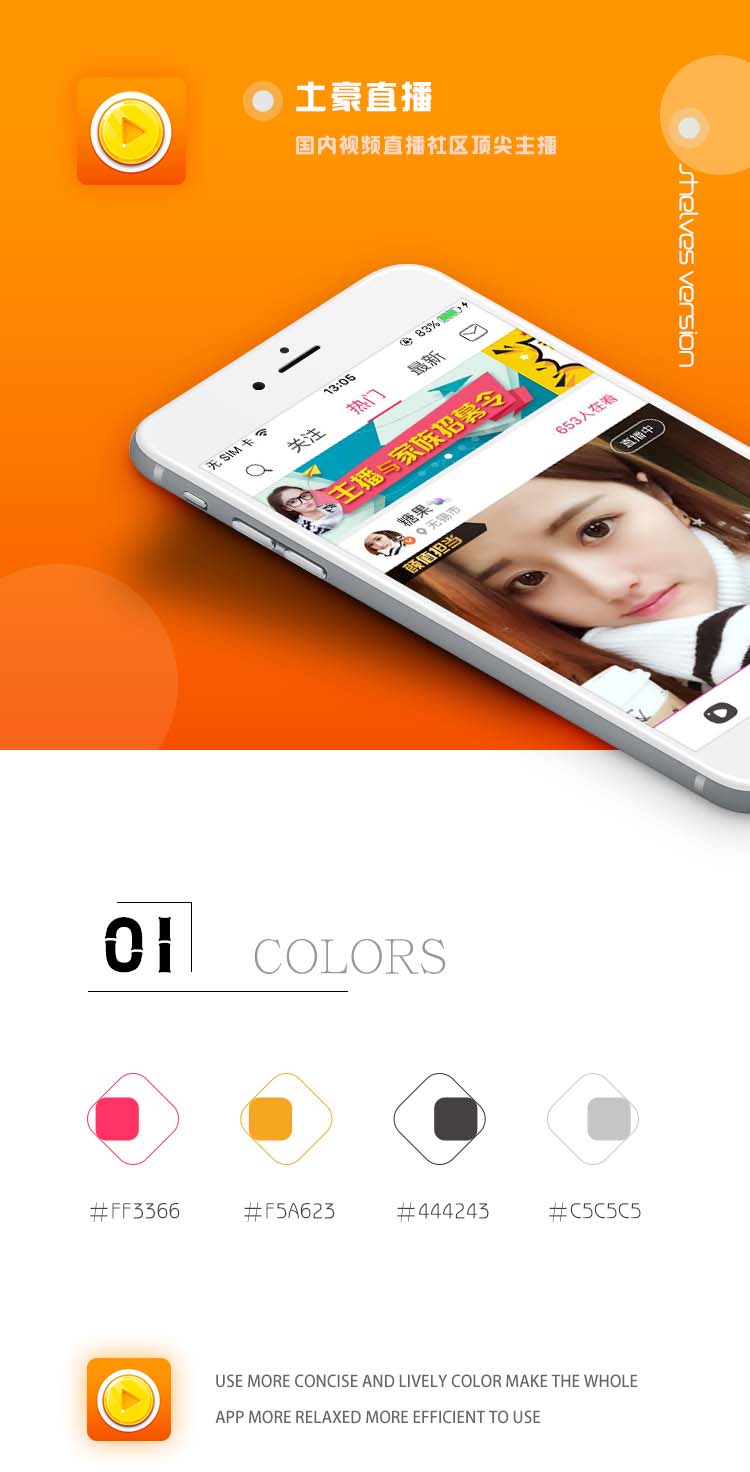 土豪直播
国内视频直播社区顶尖主播
shelves version
无 SIM 卡
13:05
83%
关注
热门
最新
主播与家族招募令
653人在看
糖果
无锡市
直播中
颜值担当
01
COLORS
#FF3366
#F5A623
#444243
#C5C5C5
USE MORE CONCISE AND LIVELY COLOR MAKE THE WHOLE
APP MORE RELAXED MORE EFFICIENT TO USE